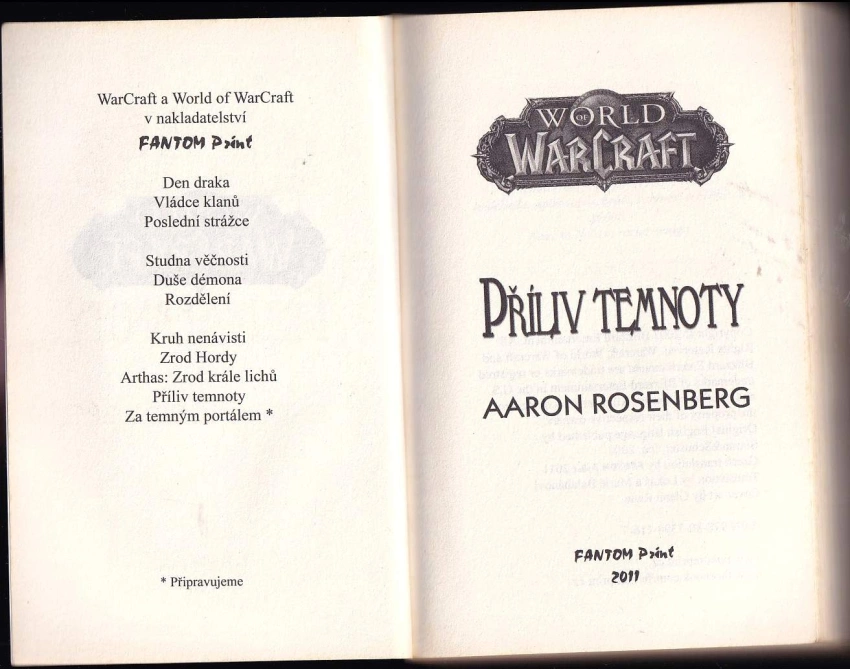 WarCraft a World of WarCraft
v nakladatelství
FANTOM Print
Den draka
Vládce klanů
Poslední strážce
Studna věčnosti
Duše démona
Rozdělení
Kruh nenávisti
Zrod Hordy
Arthas: Zrod krále lichů
Příliv temnoty
Za temným portálem *
* Připravujeme
WORLD OF
WARCRAFT
PŘÍLIV TEMNOTY
AARON ROSENBERG
FANTOM Print
2011